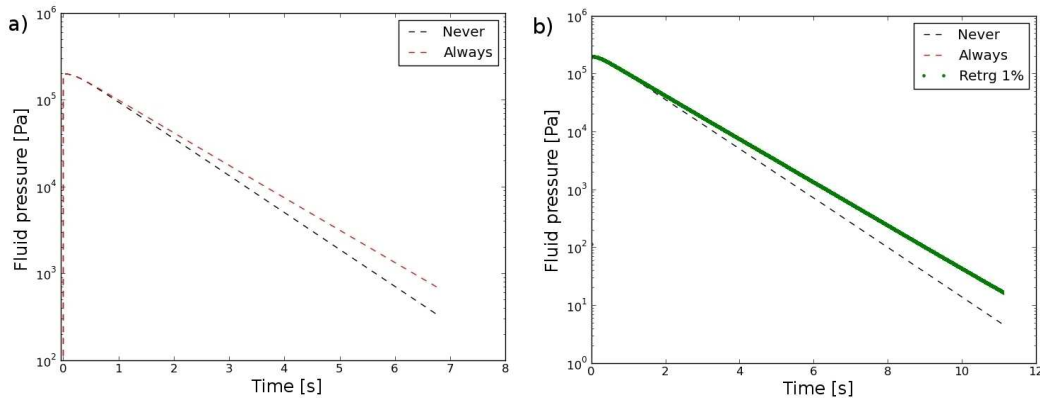 a)
Never
Always
Fluid pressure [Pa]
10^6
10^5
10^4
10^3
10^2
0 1 2 3 4 5 6 7 8
Time [s]
b)
Never
Always
Retrg 1%
Fluid pressure [Pa]
10^6
10^5
10^4
10^3
10^2
10^1
10^0
0 2 4 6 8 10 12
Time [s]